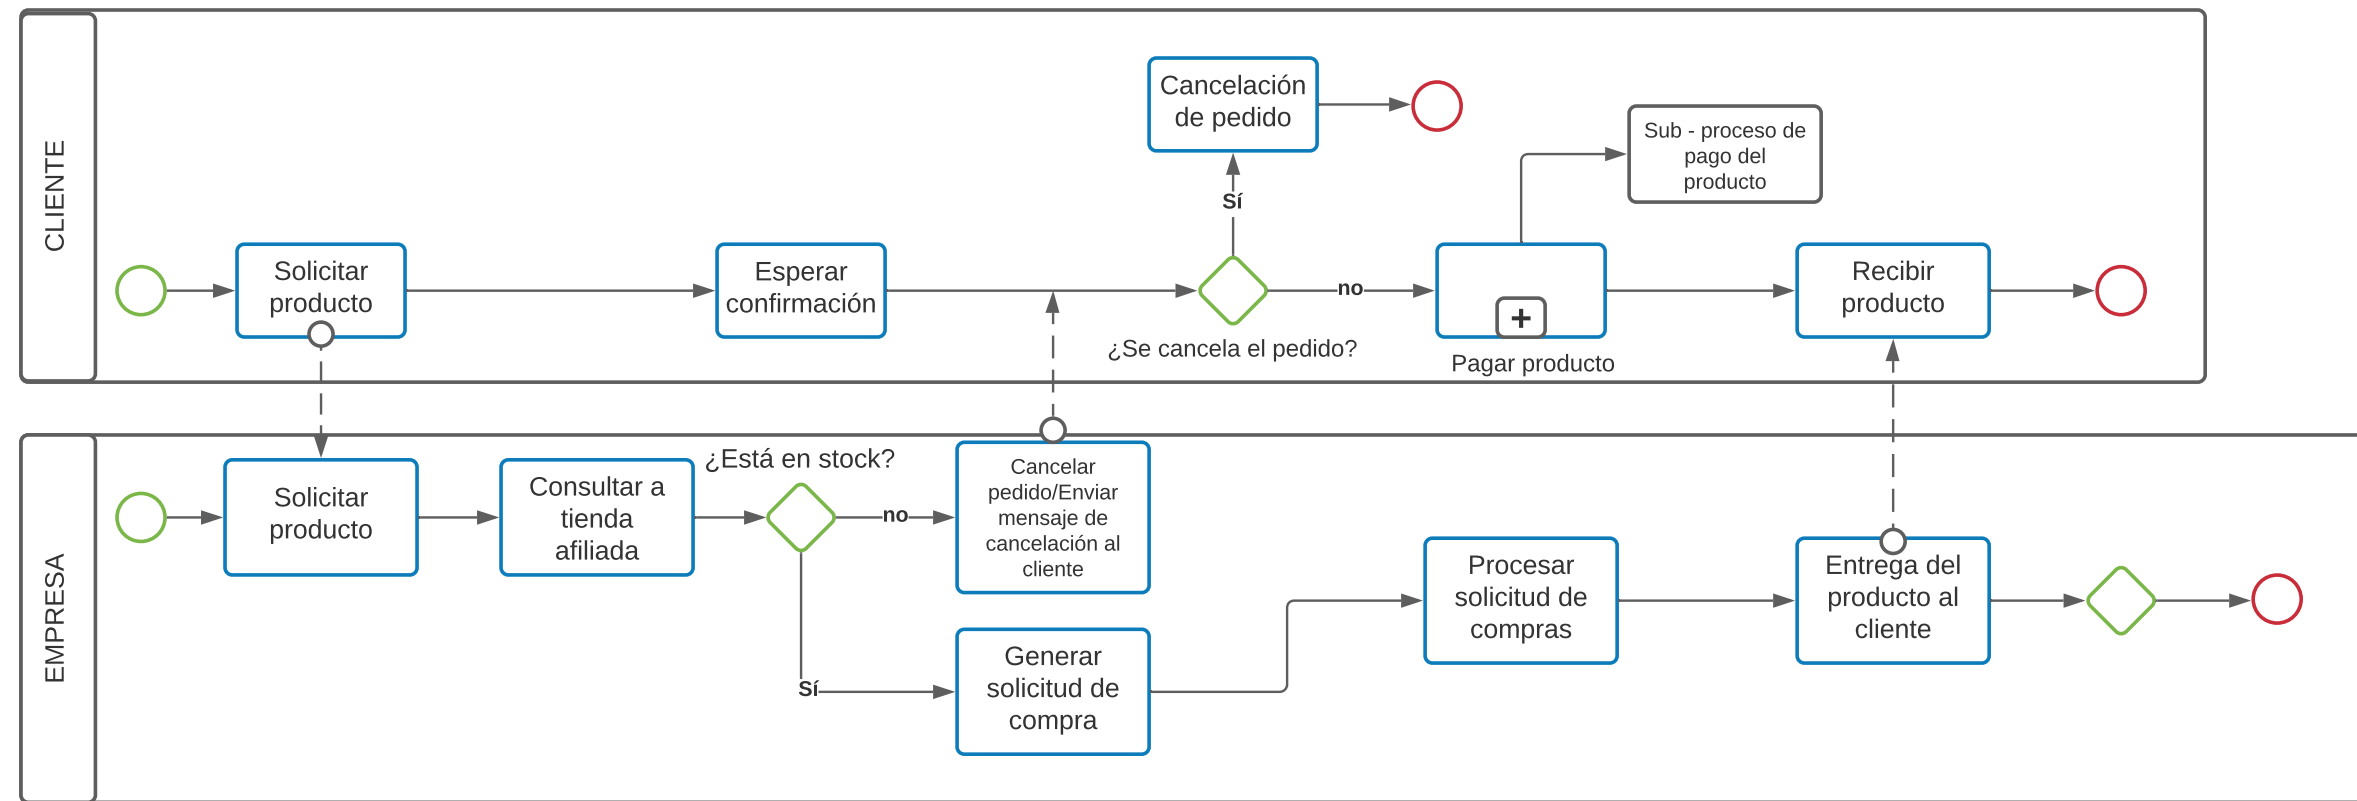 CLIENTE
Solicitar
producto
Esperar
confirmación
Cancelación
de pedido
Sí
¿Se cancela el pedido?
no
+
Pagar producto
Sub - proceso de
pago del
producto
Recibir
producto
EMPRESA
Solicitar
producto
Consultar a
tienda
afiliada
¿Está en stock?
no
Cancelar
pedido/Enviar
mensaje de
cancelación al
cliente
Sí
Generar
solicitud de
compra
Procesar
solicitud de
compras
Entrega del
producto al
cliente